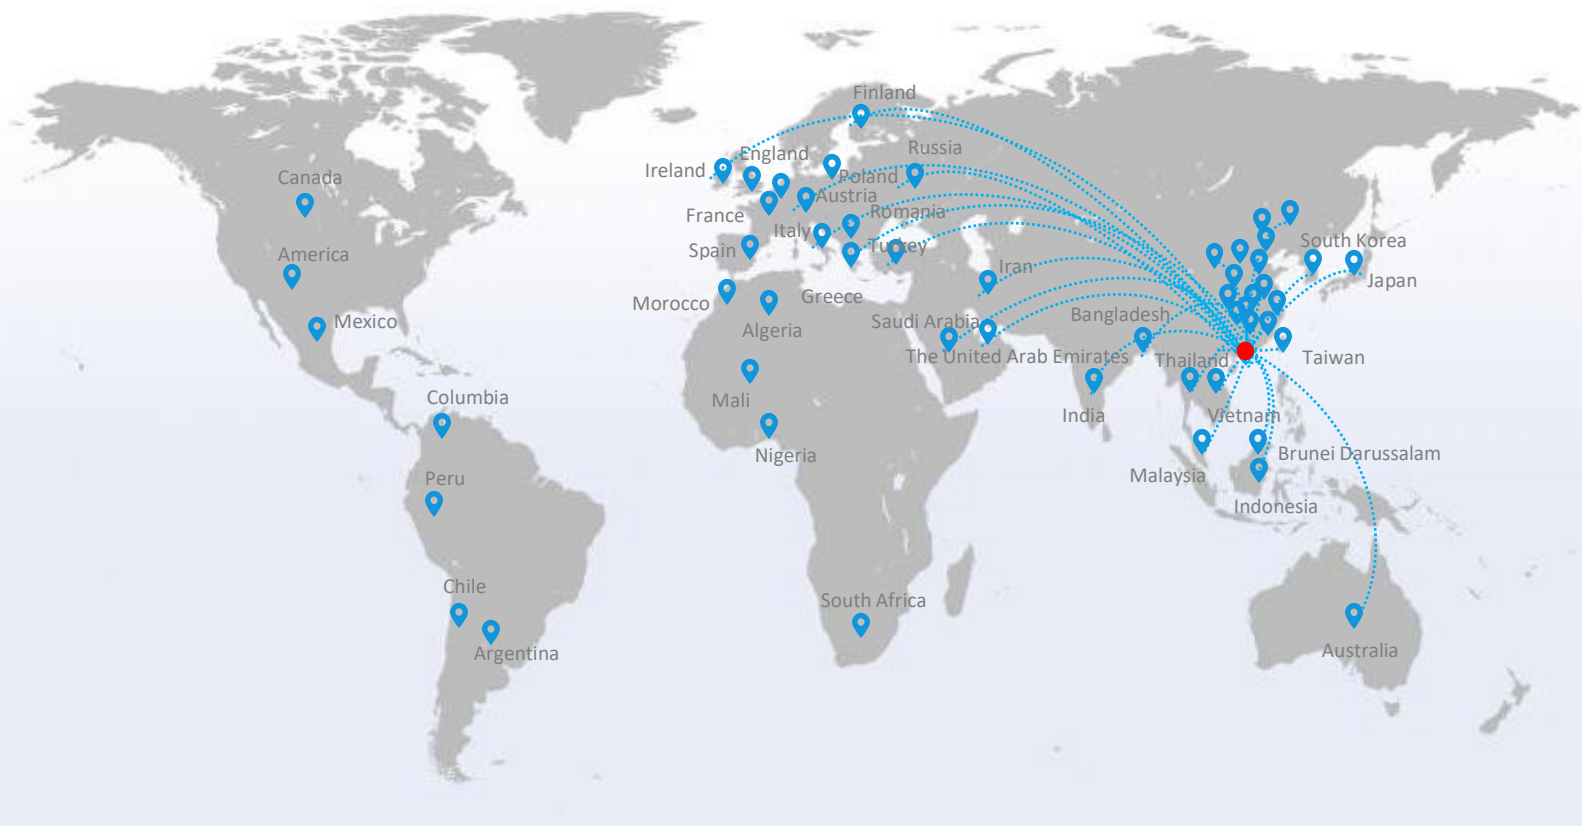 Finland
England
Russia
Ireland
Canada
Poland
Austria
France
Romania
Italy
South Korea
Spain
Turkey
America
Iran
Japan
Morocco
Greece
Bangladesh
Mexico
Algeria
Saudi Arabia
The United Arab Emirates
Thailand
Taiwan
Columbia
Mali
India
Vietnam
Nigeria
Brunei Darussalam
Peru
Malaysia
Indonesia
Chile
South Africa
Argentina
Australia